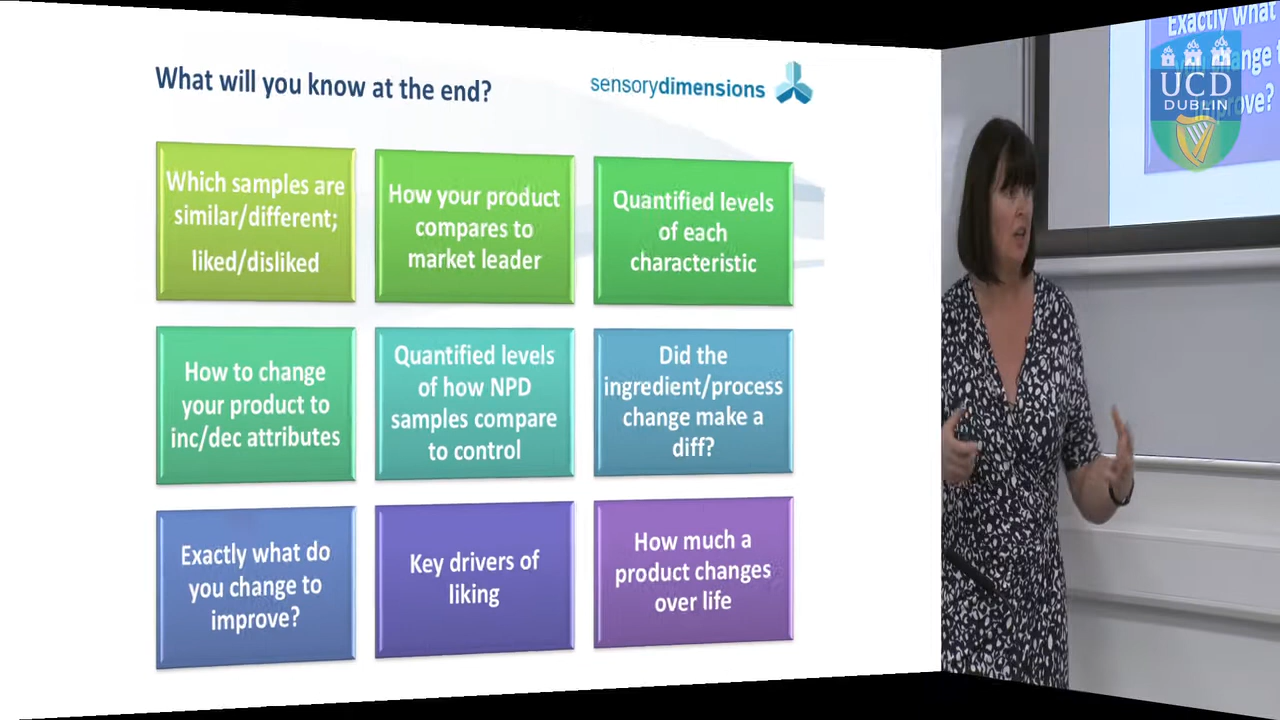 What will you know at the end?
sensorydimensions
Which samples are
similar/different;
liked/disliked
How your product
compares to
market leader
Quantified levels
of each
characteristic
How to change
your product to
inc/dec attributes
Quantified levels
of how NPD
samples compare
to control
Did the
ingredient/process
change make a
diff?
Exactly what do
you change to
improve?
Key drivers of
liking
How much a
product changes
over life
Exactly what
UCD
DUBLIN